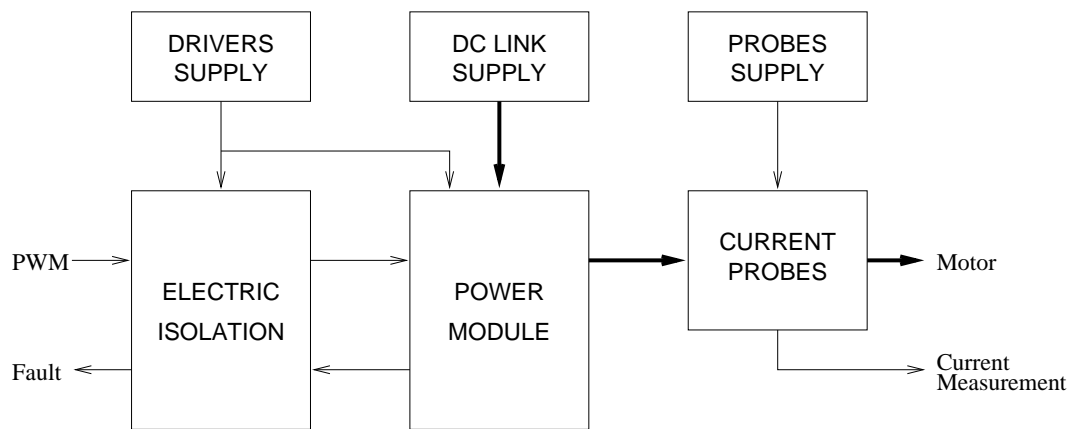 DRIVERS
SUPPLY
DC LINK
SUPPLY
PROBES
SUPPLY
PWM
Fault
ELECTRIC
ISOLATION
POWER
MODULE
CURRENT
PROBES
Motor
Current
Measurement